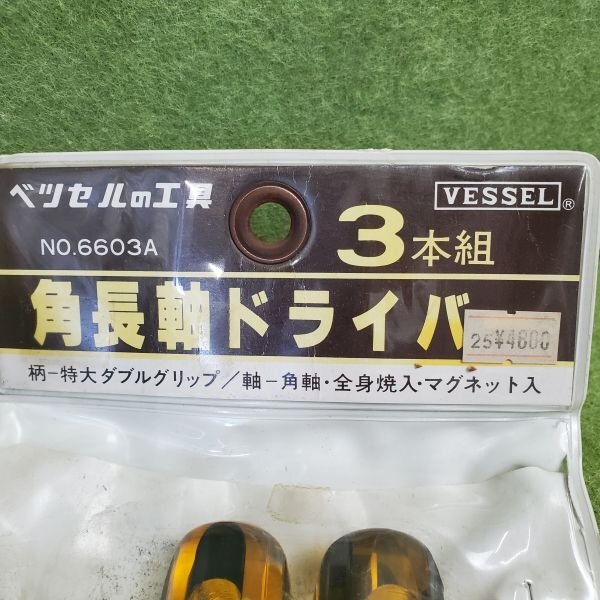 ベッセルの工具
VESSEL®
NO.6603A
3本組
角長軸ドライバー
25¥4800
柄-特大ダブルグリップ/軸-角軸・全身焼入・マグネット入